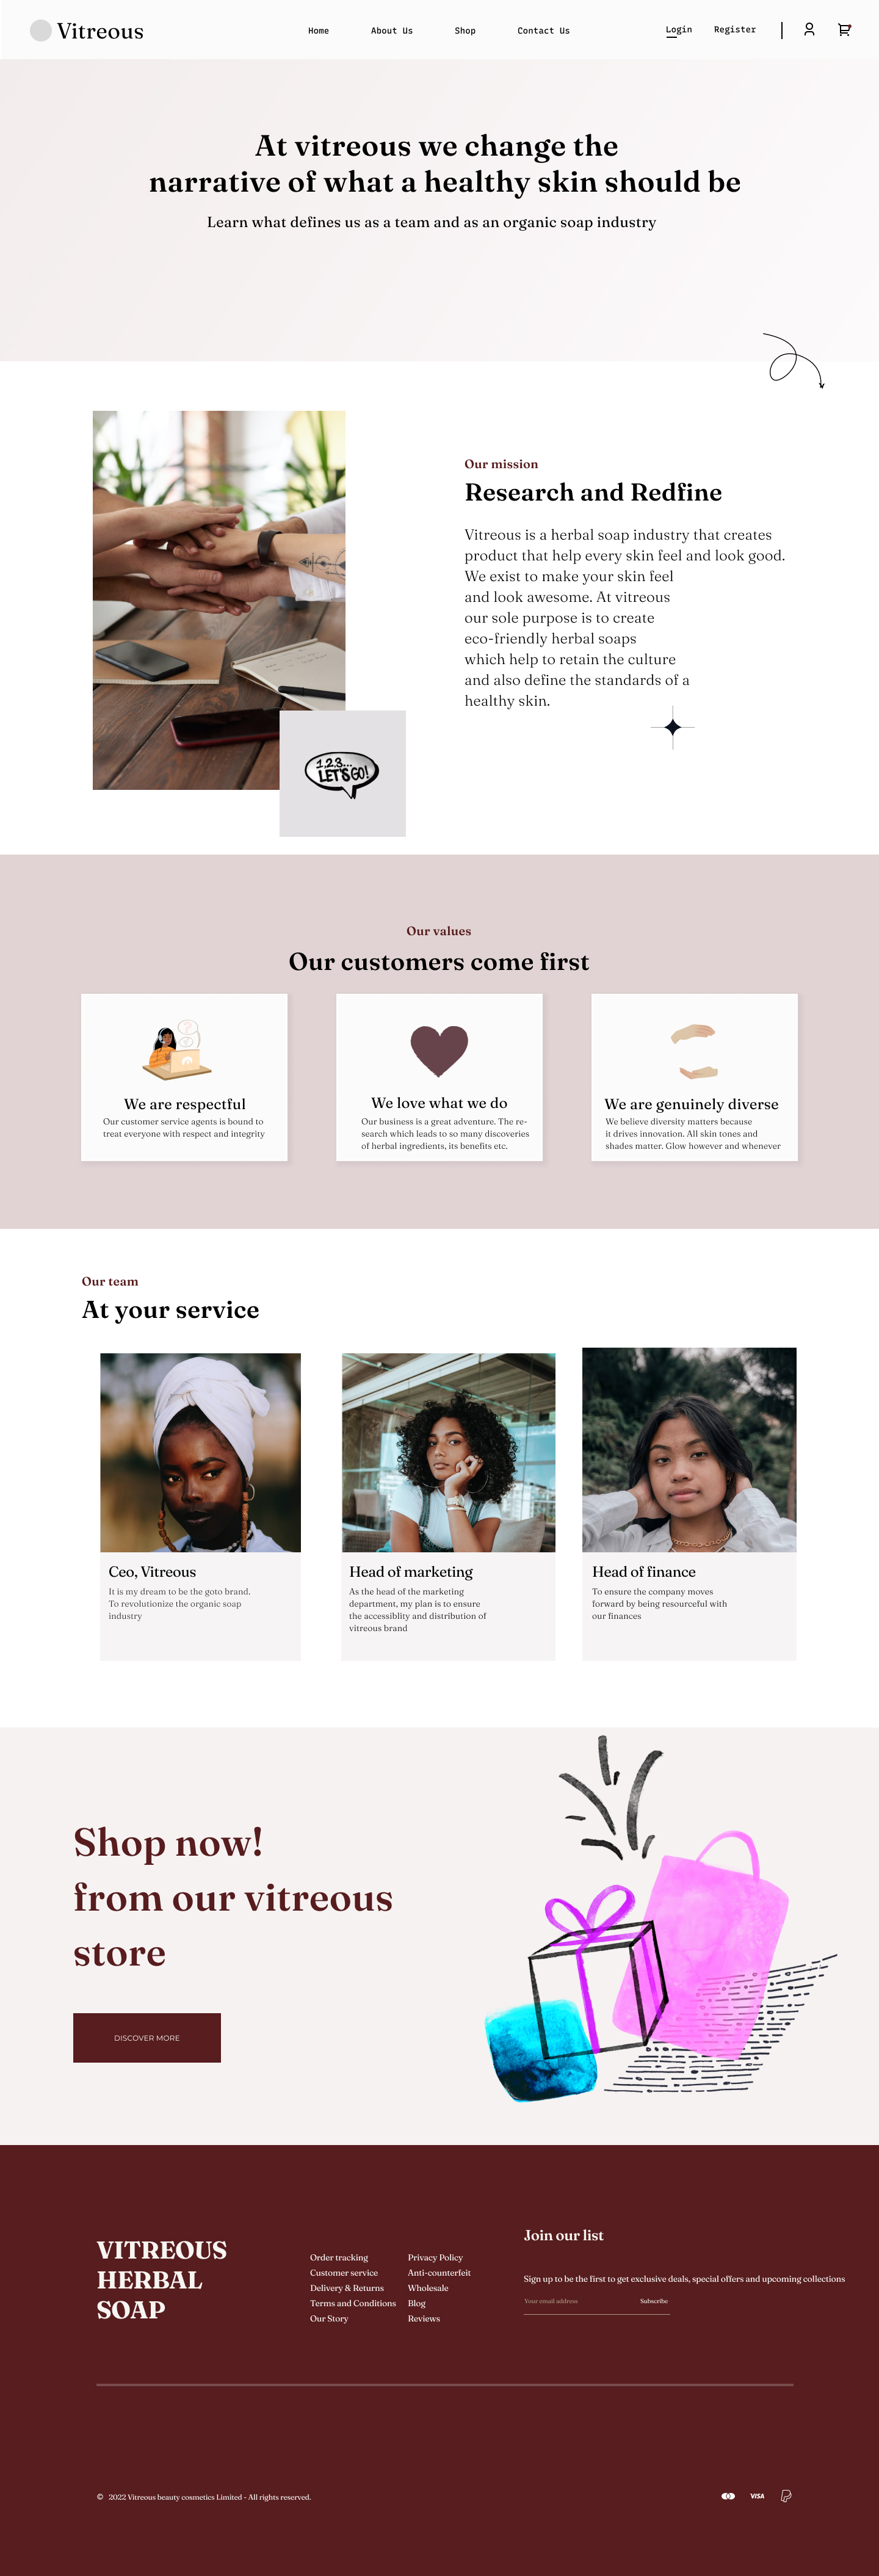 Vitreous
Home
About Us
Shop
Contact Us
Login
Register
At vitreous we change the
narrative of what a healthy skin should be
Learn what defines us as a team and as an organic soap industry
Our mission
Research and Redfine
Vitreous is a herbal soap industry that creates
product that help every skin feel and look good.
We exist to make your skin feel
and look awesome. At vitreous
our sole purpose is to create
eco-friendly herbal soaps
which help to retain the culture
and also define the standards of a
healthy skin.
1,2,3...
LET'S GO!
Our values
Our customers come first
We are respectful
Our customer service agents is bound to
treat everyone with respect and integrity
We love what we do
Our business is a great adventure. The re-
search which leads to so many discoveries
of herbal ingredients, its benefits etc.
We are genuinely diverse
We believe diversity matters because
it drives innovation. All skin tones and
shades matter. Glow however and whenever
Our team
At your service
Ceo, Vitreous
It is my dream to be the goto brand.
To revolutionize the organic soap
industry
Head of marketing
As the head of the marketing
department, my plan is to ensure
the accessiblity and distribution of
vitreous brand
Head of finance
To ensure the company moves
forward by being resourceful with
our finances
Shop now!
from our vitreous
store
DISCOVER MORE
VITREOUS
HERBAL
SOAP
Order tracking
Customer service
Delivery & Returns
Terms and Conditions
Our Story
Privacy Policy
Anti-counterfeit
Wholesale
Blog
Reviews
Join our list
Sign up to be the first to get exclusive deals, special offers and upcoming collections
Your email address
Subscribe
© 2022 Vitreous beauty cosmetics Limited - All rights reserved.
VISA